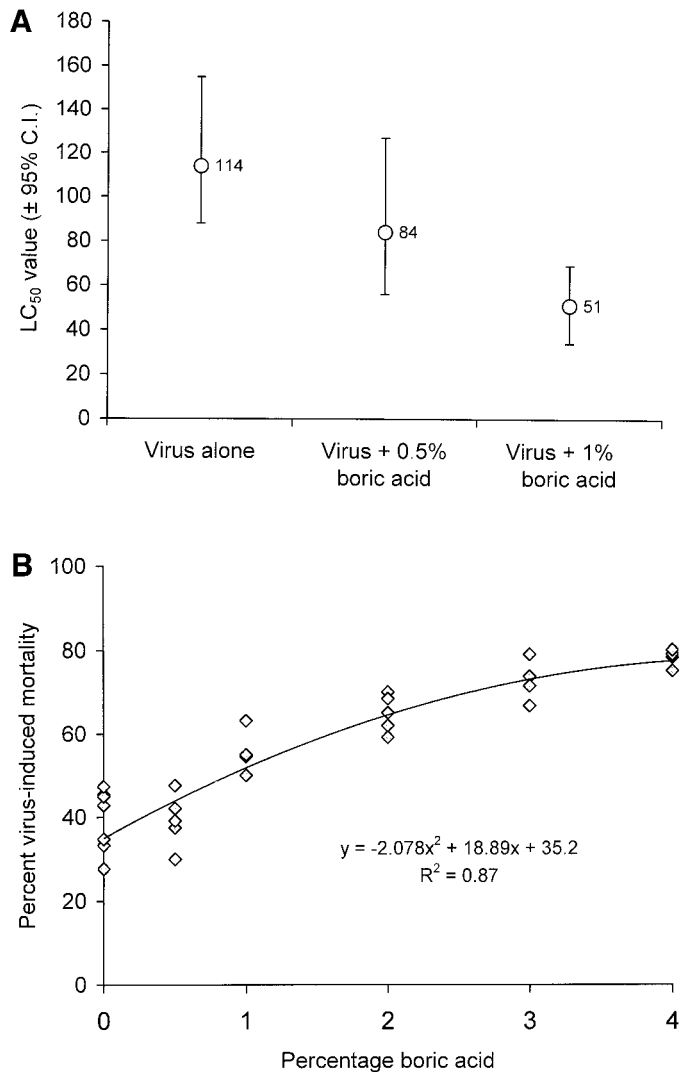 A
LC50 value (± 95% C.I.)
180
160
140
120
100
80
60
40
20
0
114
84
51
Virus alone
Virus + 0.5%
boric acid
Virus + 1%
boric acid
B
Percent virus-induced mortality
100
80
60
40
20
0
y = -2.078x² + 18.89x + 35.2
R² = 0.87
0 1 2 3 4
Percentage boric acid